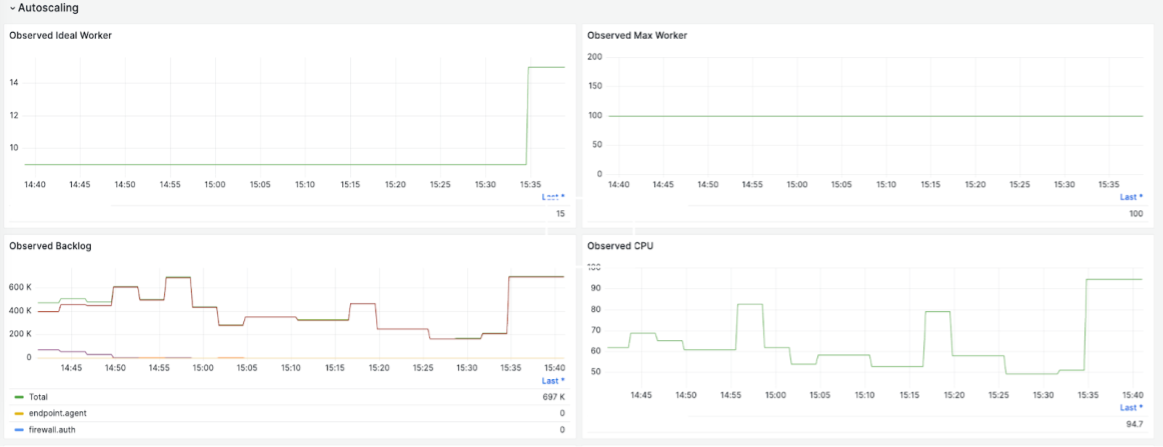 Autoscaling
Observed Ideal Worker
14
12
10
14:40 14:45 14:50 14:55 15:00 15:05 15:10 15:15 15:20 15:25 15:30 15:35
Last *
15
Observed Max Worker
200
150
100
50
0
14:40 14:45 14:50 14:55 15:00 15:05 15:10 15:15 15:20 15:25 15:30 15:35
Last *
100
Observed Backlog
600 K
400 K
200 K
0
14:45 14:50 14:55 15:00 15:05 15:10 15:15 15:20 15:25 15:30 15:35 15:40
Last *
Total 697 K
endpoint.agent 0
firewall.auth 0
Observed CPU
100
90
80
70
60
50
14:45 14:50 14:55 15:00 15:05 15:10 15:15 15:20 15:25 15:30 15:35 15:40
Last *
94.7